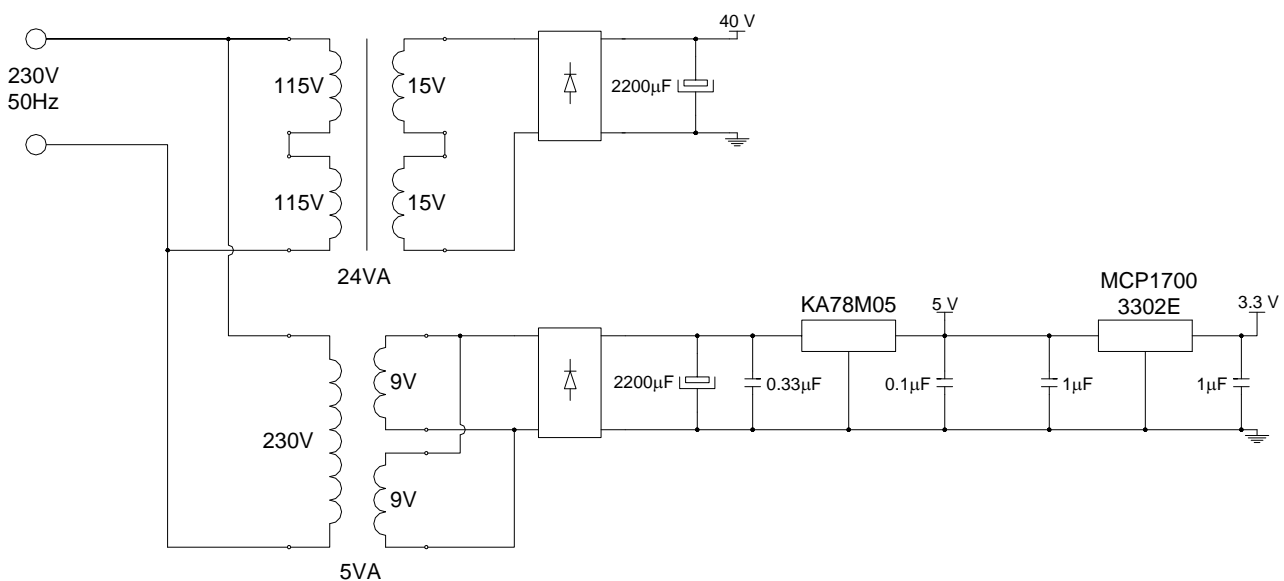 40 V
230V
50Hz
115V
15V
2200µF
115V
15V
24VA
KA78M05
5 V
MCP1700
3302E
3.3 V
9V
2200µF
0.33µF
0.1µF
1µF
1µF
230V
9V
5VA